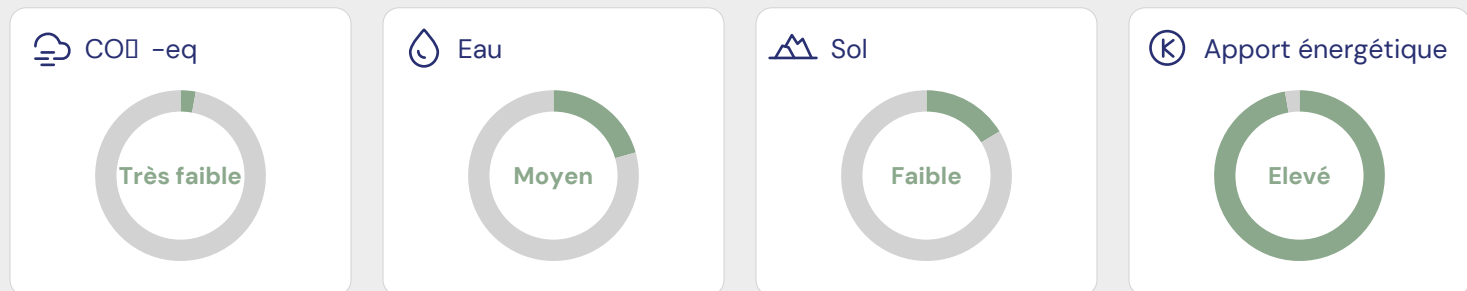 CO▯ -eq
Eau
Sol
Apport énergétique
Très faible
Moyen
Faible
Elevé